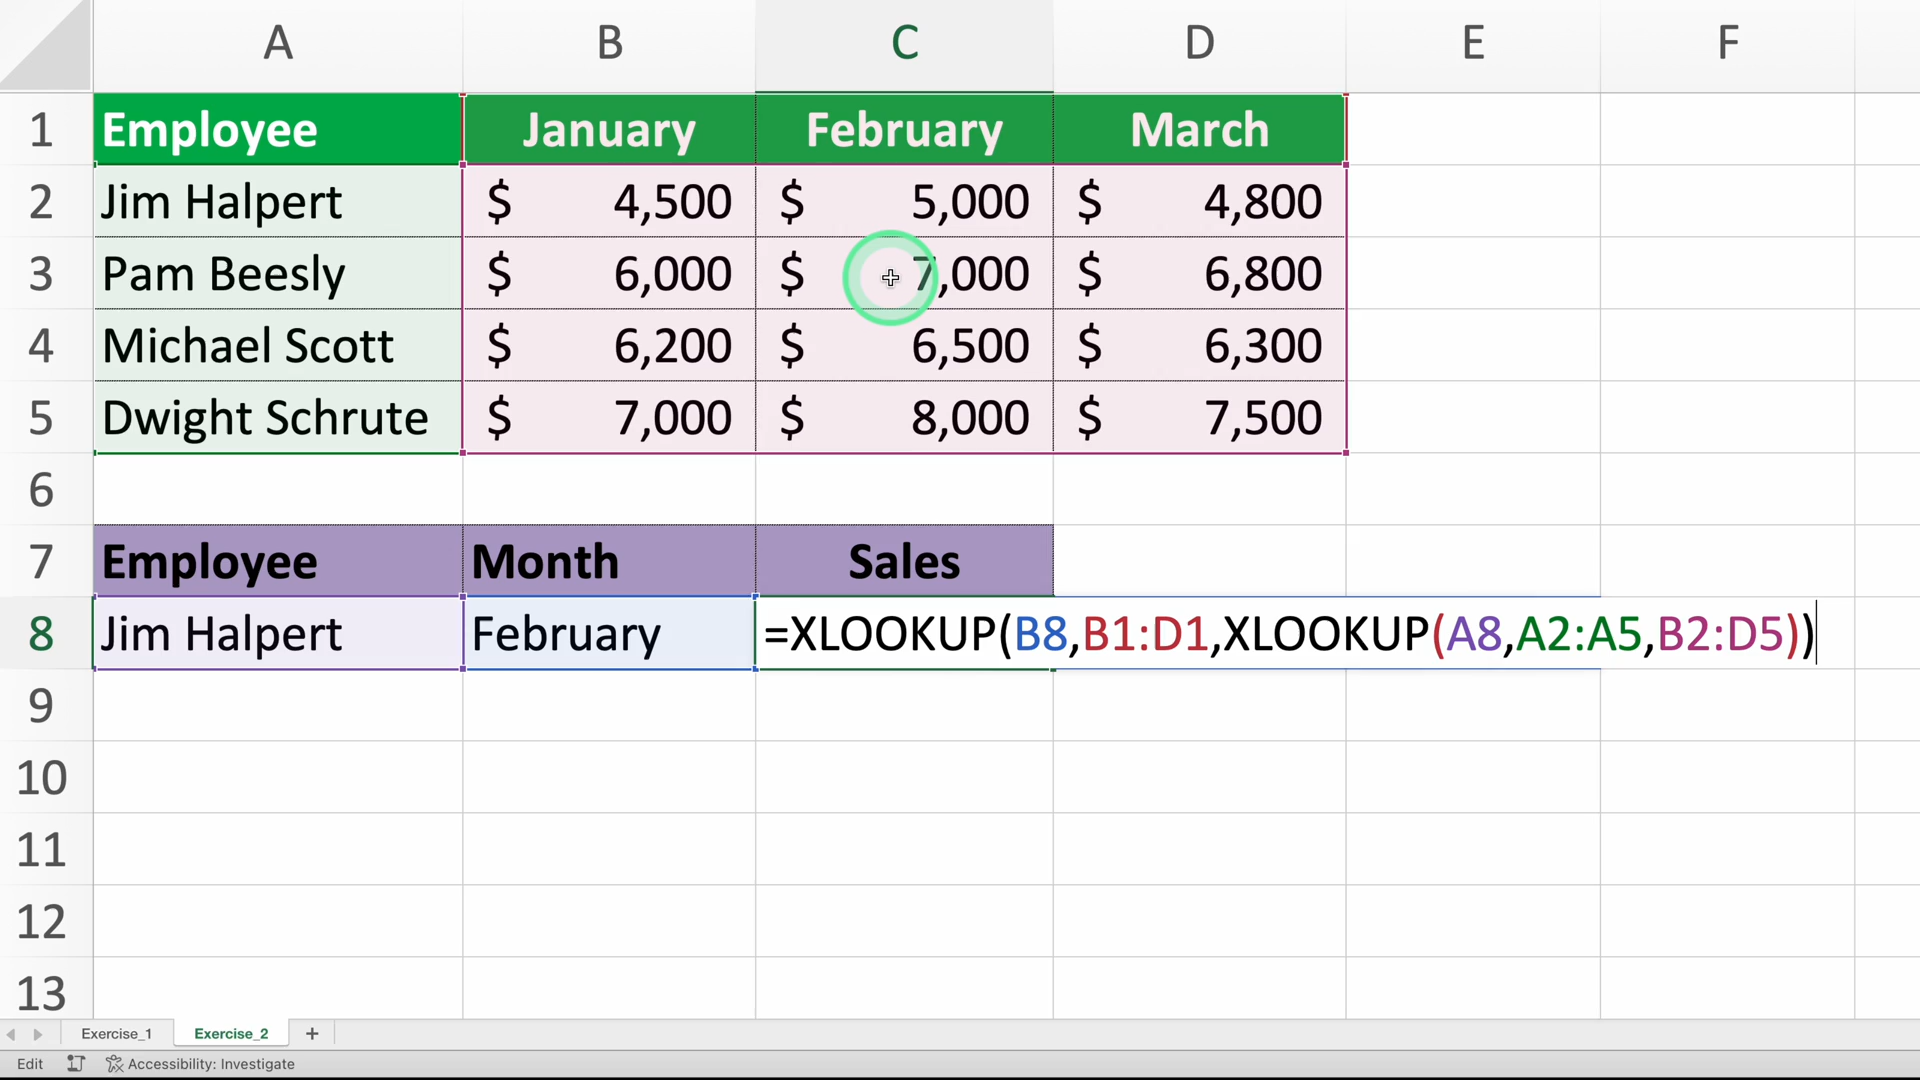 A B C D E F
1 Employee January February March
2 Jim Halpert $ 4,500 $ 5,000 $ 4,800
3 Pam Beesly $ 6,000 $ 7,000 $ 6,800
4 Michael Scott $ 6,200 $ 6,500 $ 6,300
5 Dwight Schrute $ 7,000 $ 8,000 $ 7,500
6
7 Employee Month Sales
8 Jim Halpert February =XLOOKUP(B8,B1:D1,XLOOKUP(A8,A2:A5,B2:D5))
9
10
11
12
13
Exercise_1 Exercise_2 +
Edit Accessibility: Investigate